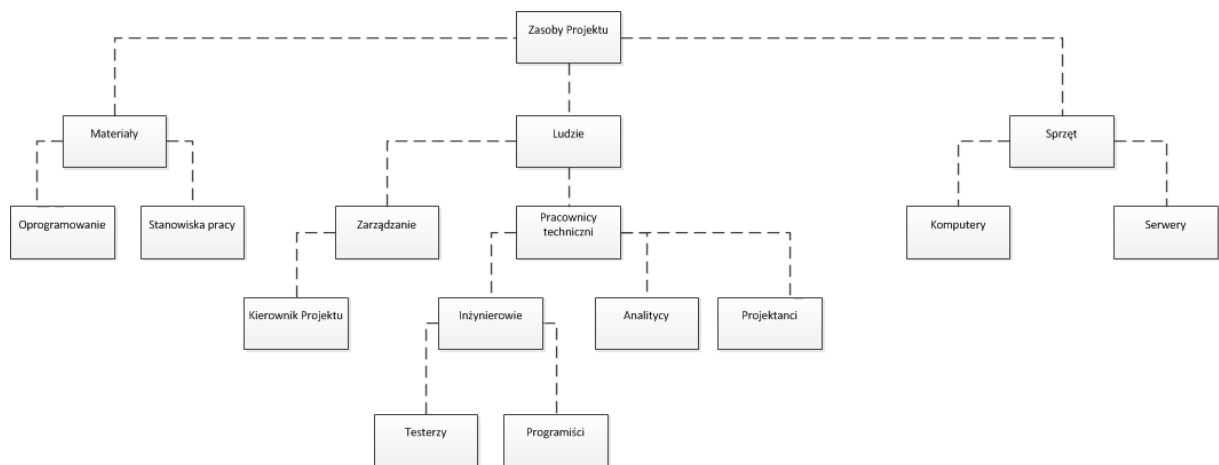 Zasoby Projektu
Materiały
Ludzie
Sprzęt
Oprogramowanie
Stanowiska pracy
Zarządzanie
Pracownicy
techniczni
Komputery
Serwery
Kierownik Projektu
Inżynierowie
Analitycy
Projektanci
Testerzy
Programiści